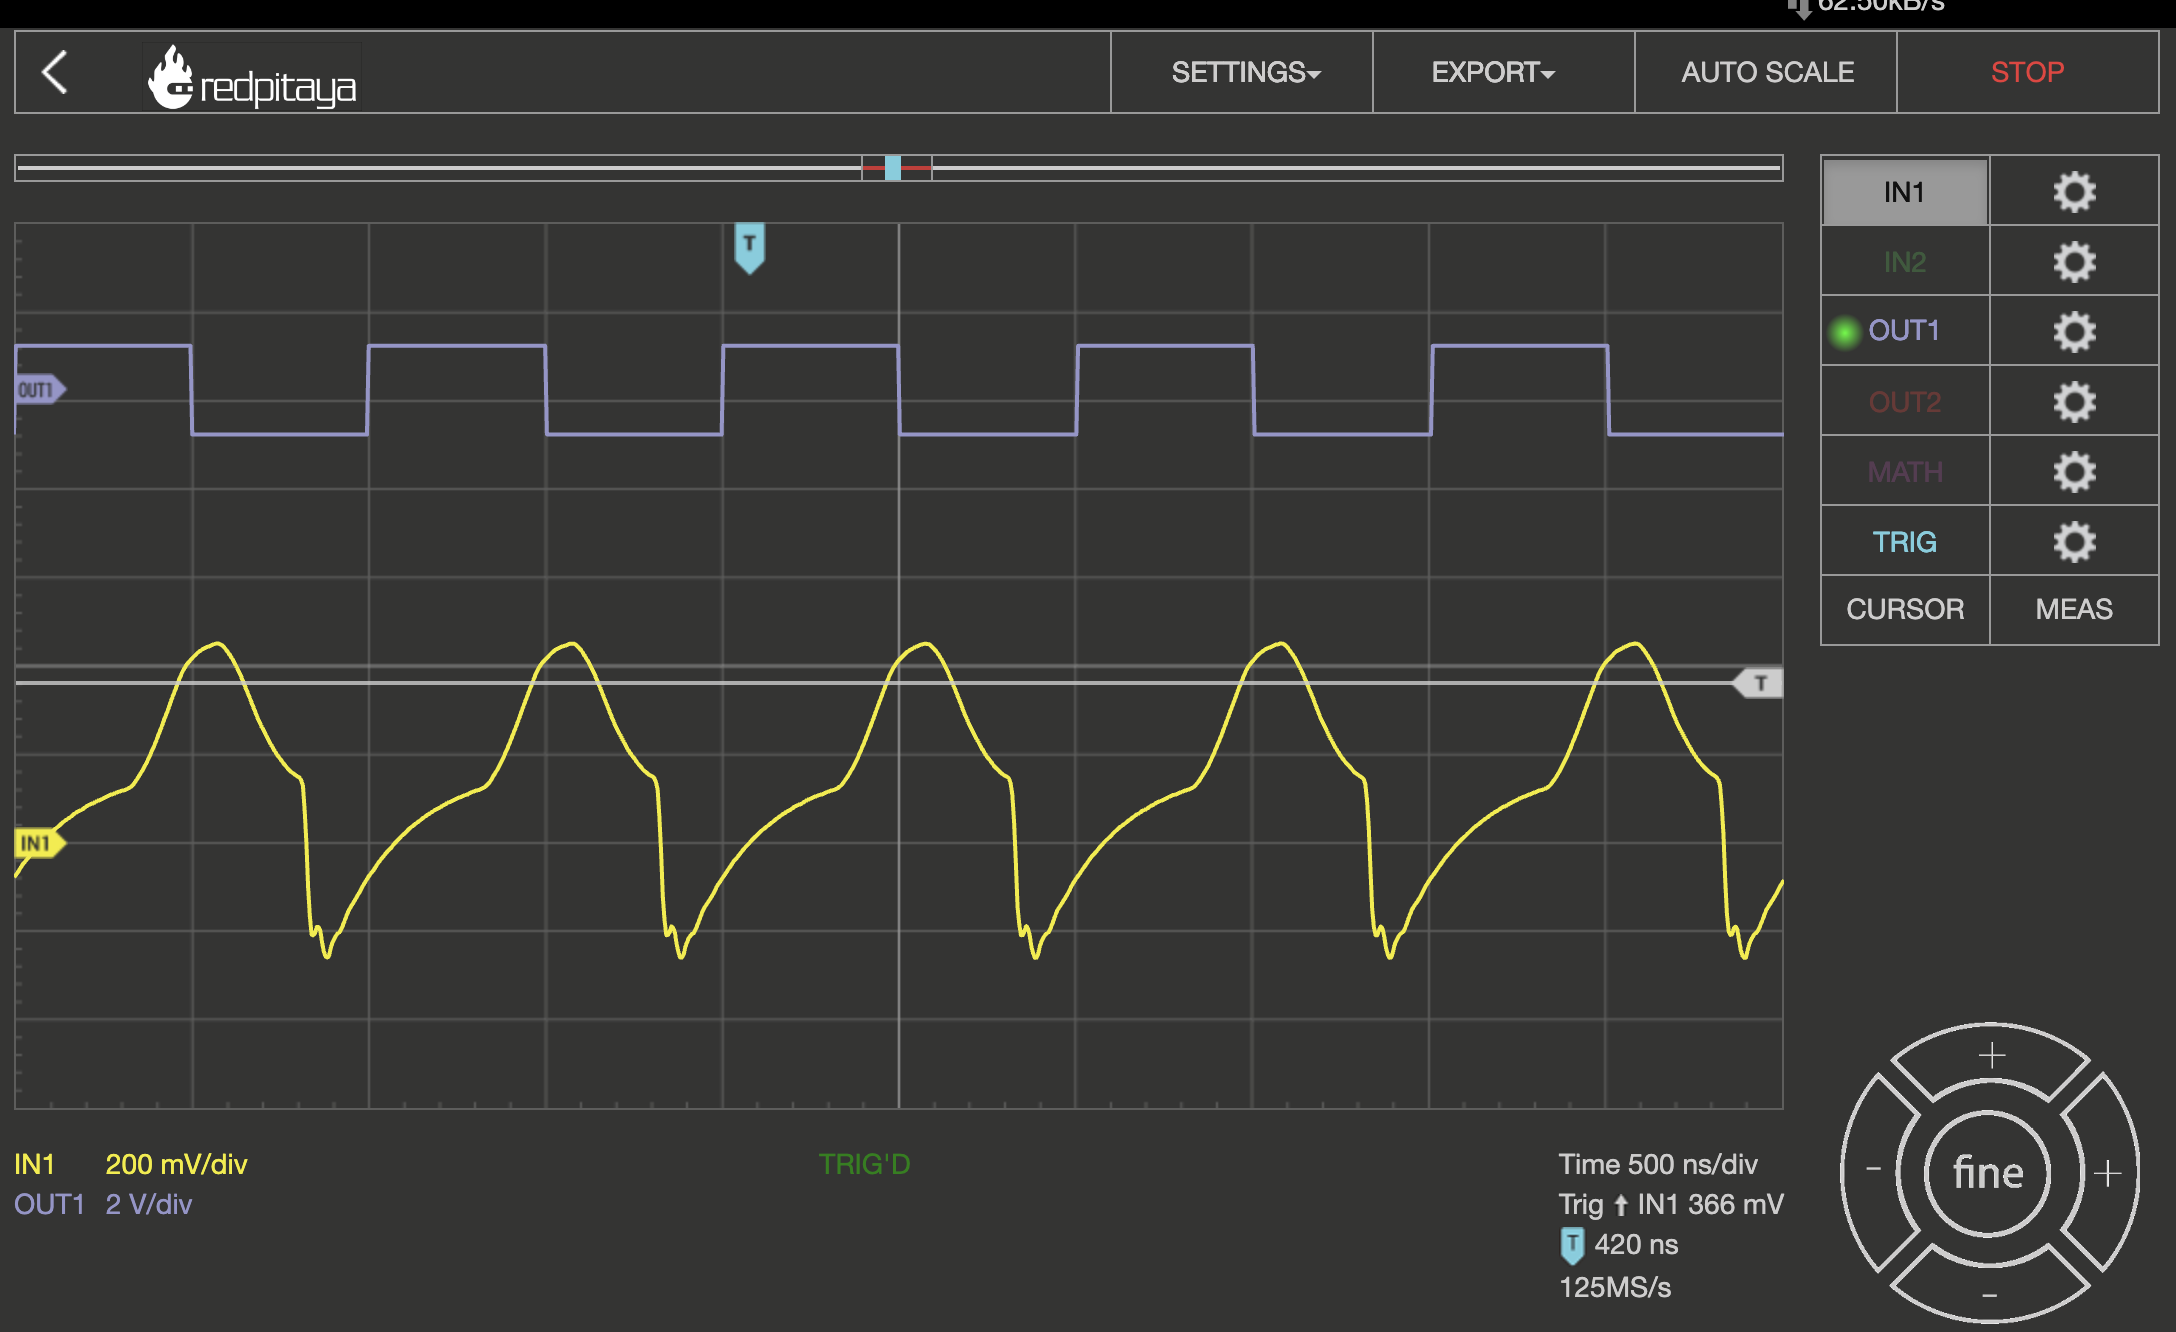 62.50kB/s
redpitaya
SETTINGS
EXPORT
AUTO SCALE
STOP
T
IN1
IN2
OUT1
OUT1
OUT2
MATH
TRIG
CURSOR
MEAS
T
IN1
IN1 200 mV/div
OUT1 2 V/div
TRIG'D
Time 500 ns/div
Trig IN1 366 mV
T 420 ns
125MS/s
+
- fine +
-